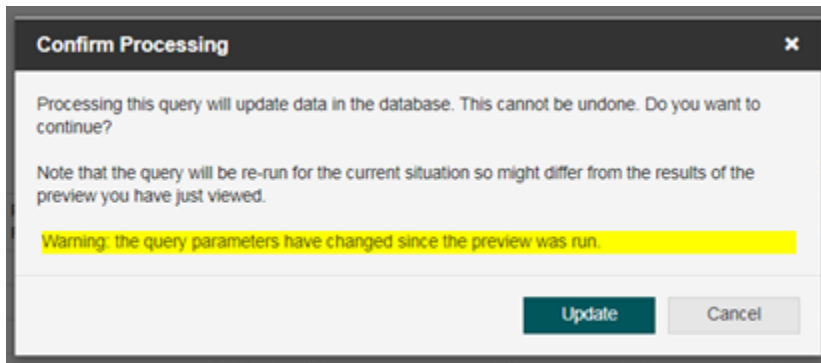 Confirm Processing ×
Processing this query will update data in the database. This cannot be undone. Do you want to
continue?
Note that the query will be re-run for the current situation so might differ from the results of the
preview you have just viewed.
Warning: the query parameters have changed since the preview was run.
Update Cancel